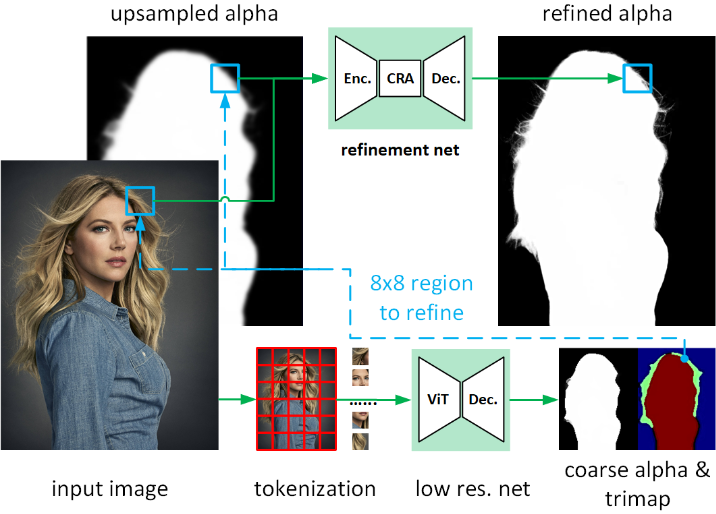 upsampled alpha
refined alpha
Enc.
CRA
Dec.
refinement net
8x8 region
to refine
ViT
Dec.
......
input image
tokenization
low res. net
coarse alpha &
trimap